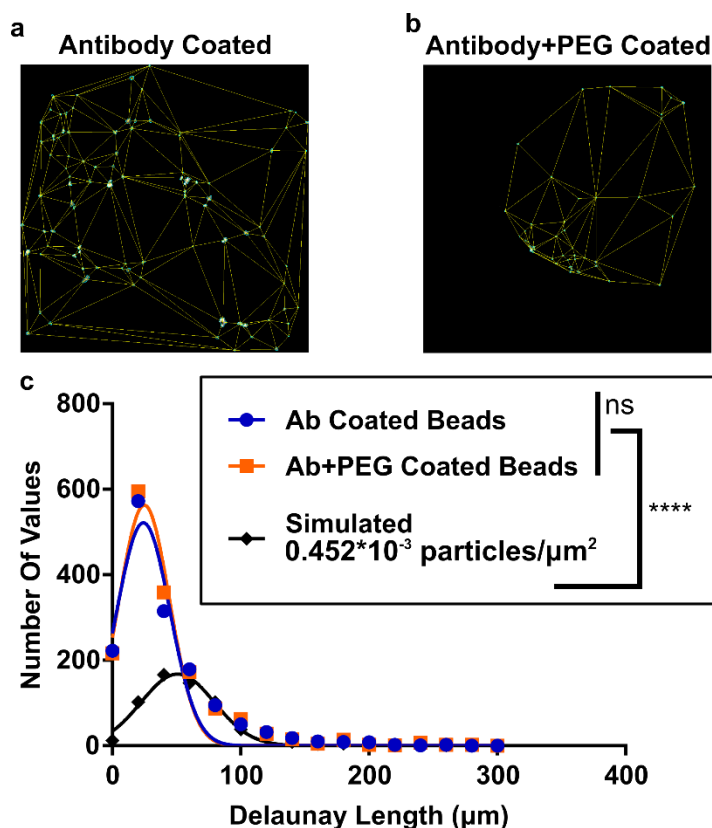 a
Antibody Coated
b
Antibody+PEG Coated
c
800
600
400
200
0
Number Of Values
0
100
200
300
400
Delaunay Length (µm)
Ab Coated Beads
Ab+PEG Coated Beads
Simulated
0.452*10⁻³ particles/µm²
ns
****